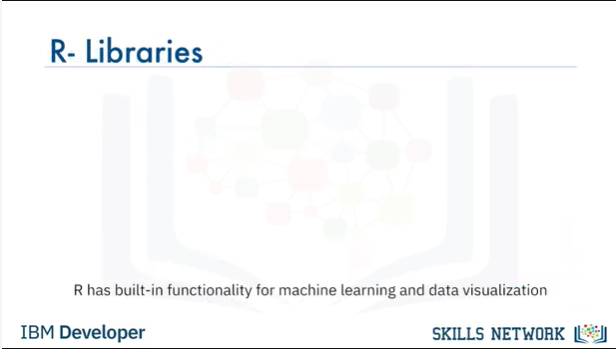 R- Libraries
R has built-in functionality for machine learning and data visualization
IBM Developer
SKILLS NETWORK